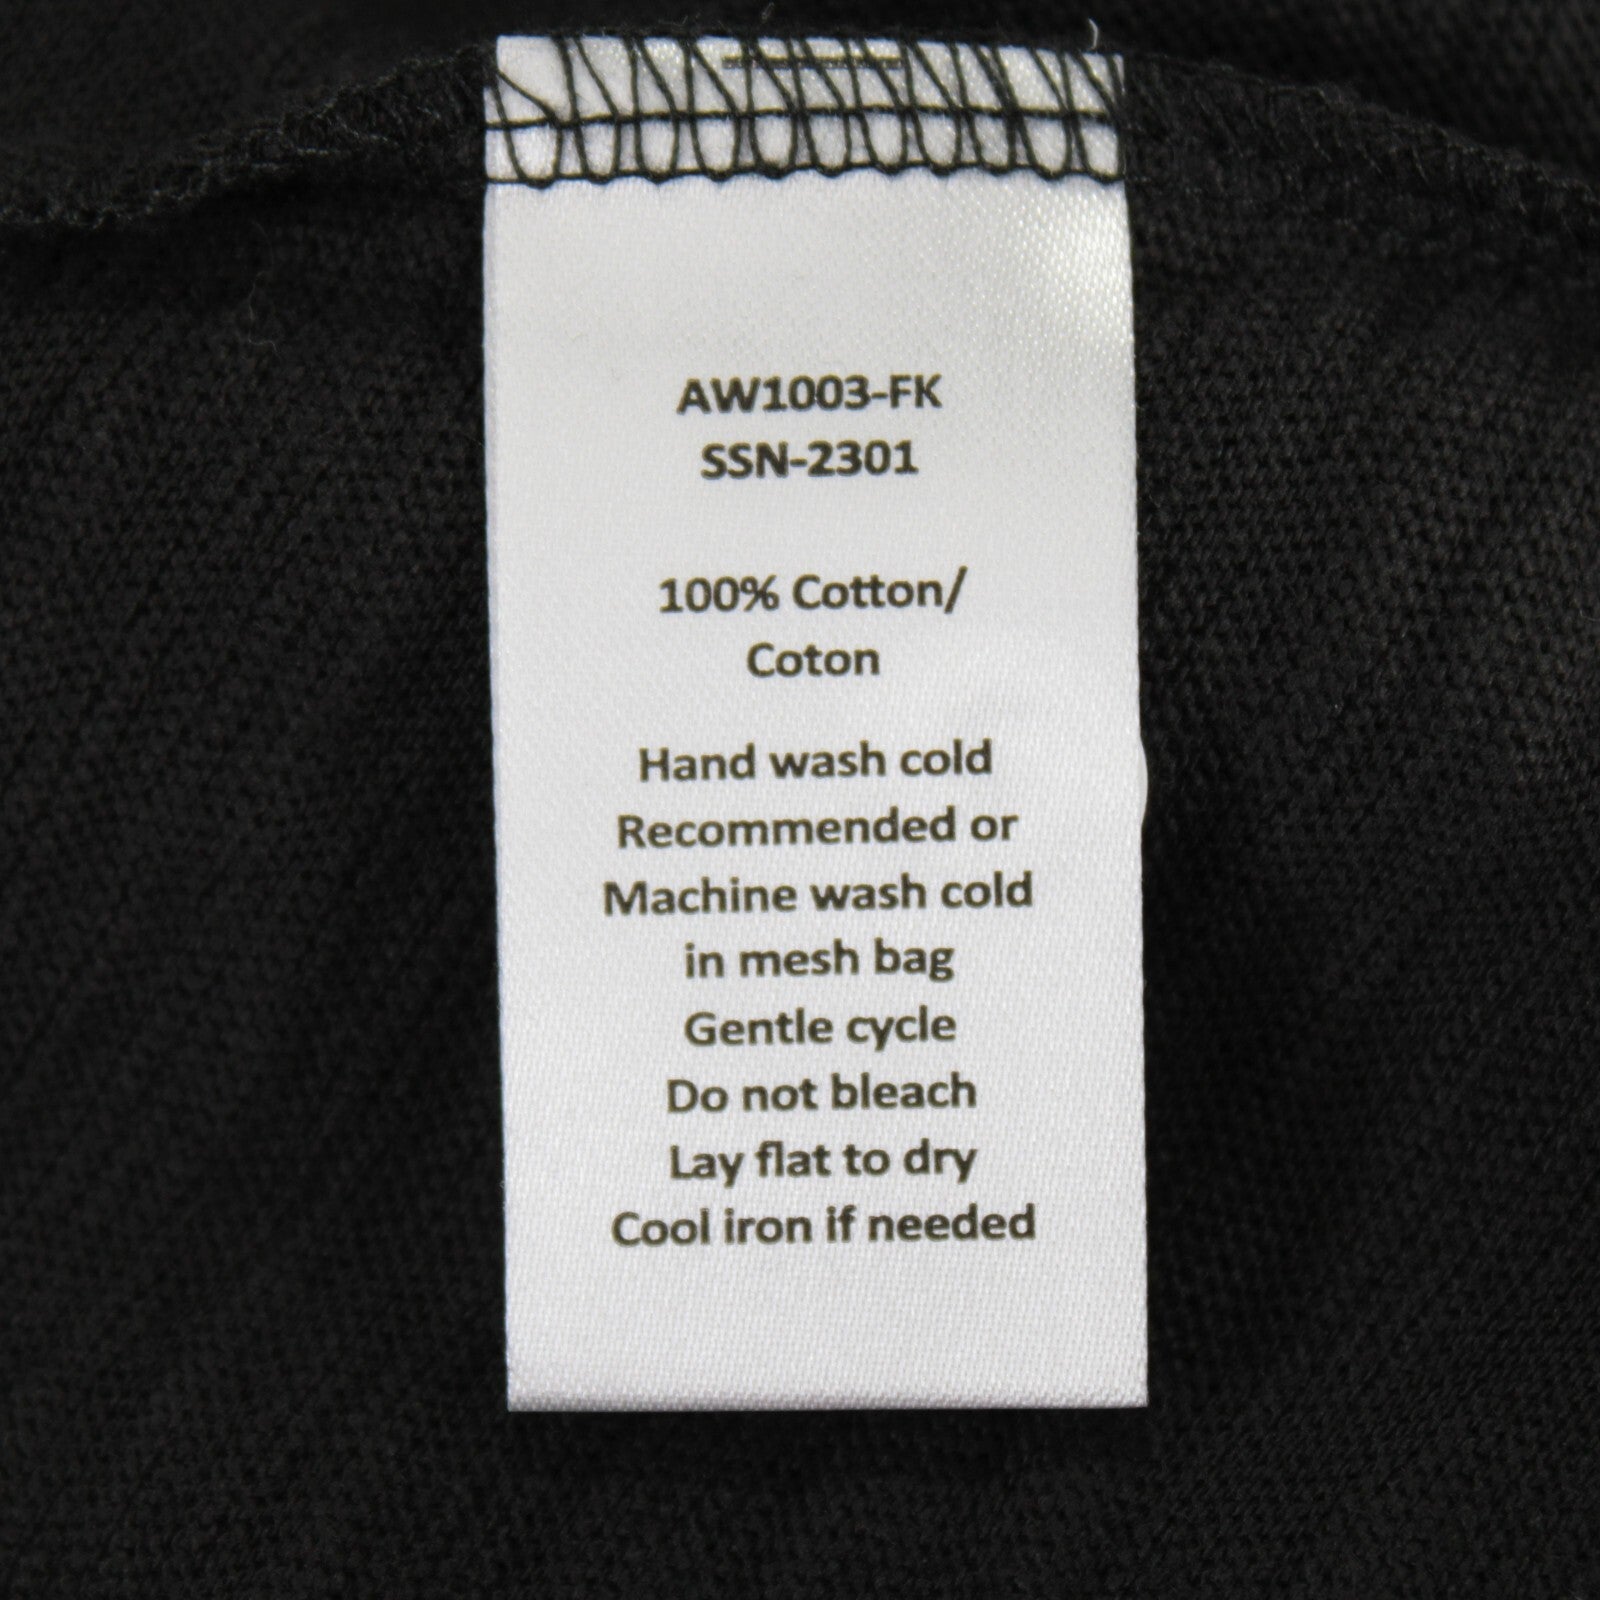 AW1003-FK
SSN-2301
100% Cotton/
Coton
Hand wash cold
Recommended or
Machine wash cold
in mesh bag
Gentle cycle
Do not bleach
Lay flat to dry
Cool iron if needed